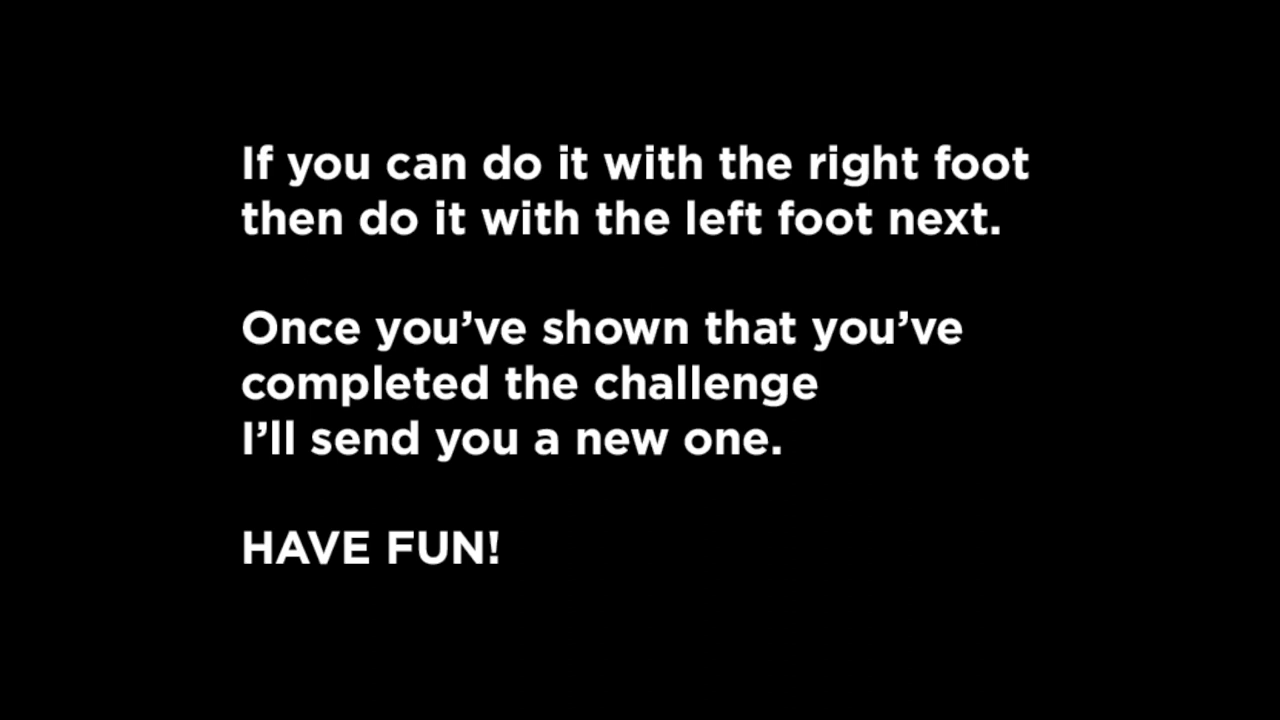 If you can do it with the right foot
then do it with the left foot next.
Once you’ve shown that you’ve
completed the challenge
I’ll send you a new one.
HAVE FUN!